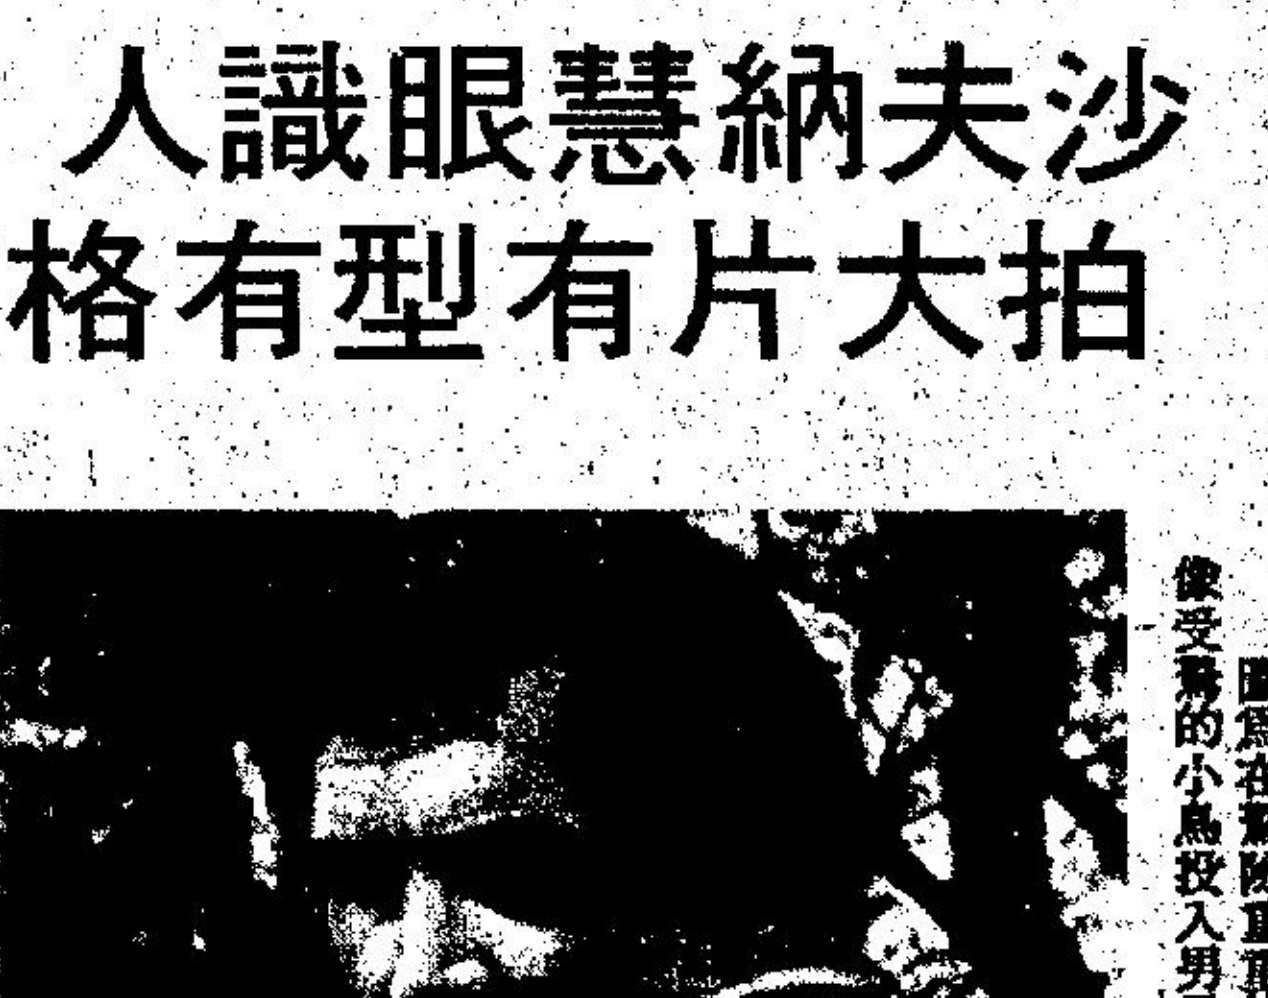 沙夫納慧眼識人
拍大片有型有格
像受驚的小鳥投入男